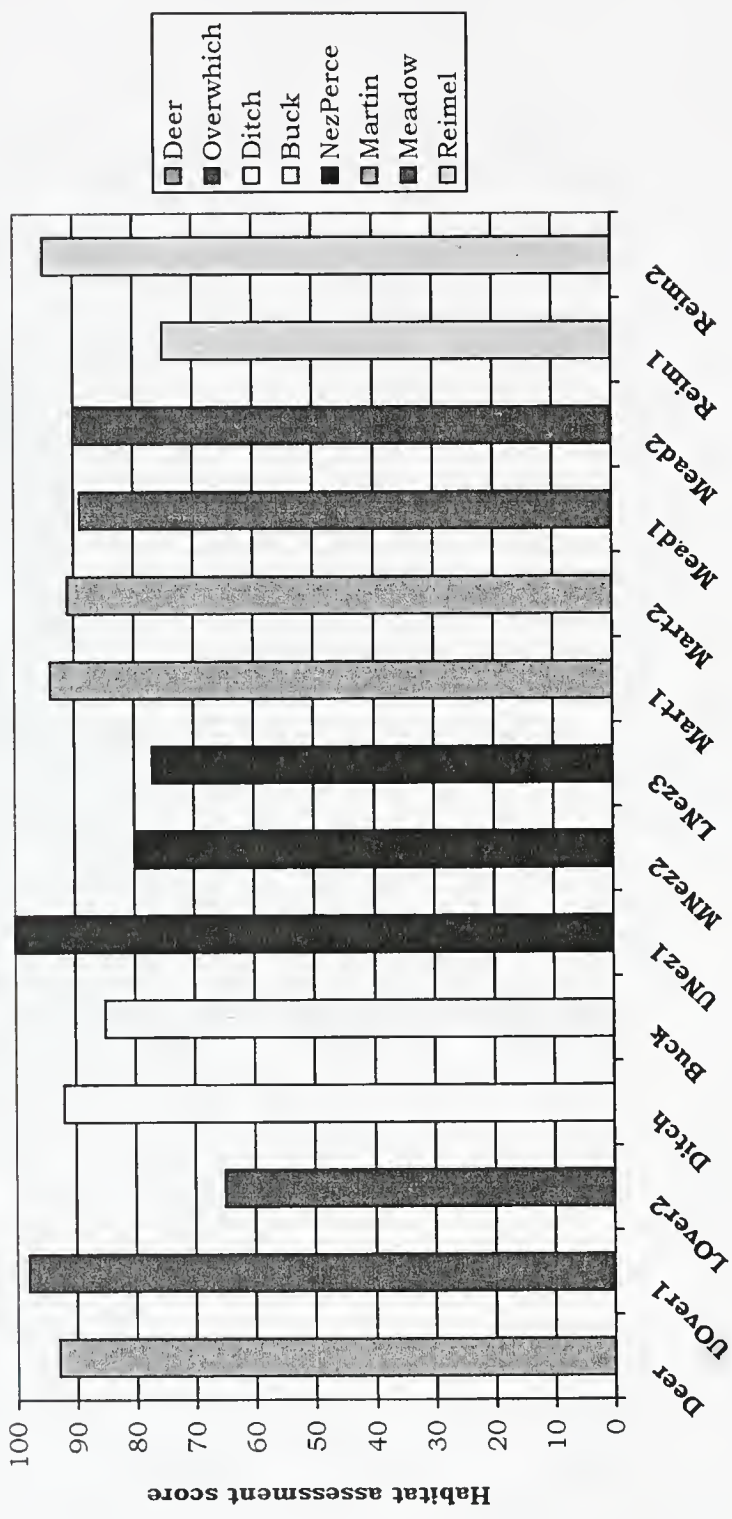 Habitat assessment score
100
90
80
70
60
50
40
30
20
10
0
Deer
UOver1
LOver2
Ditch
Buck
UNez1
MNez2
LNez3
Mart1
Mart2
Mead1
Mead2
Reim1
Reim2
Deer
Overwhich
Ditch
Buck
NezPerce
Martin
Meadow
Reimel